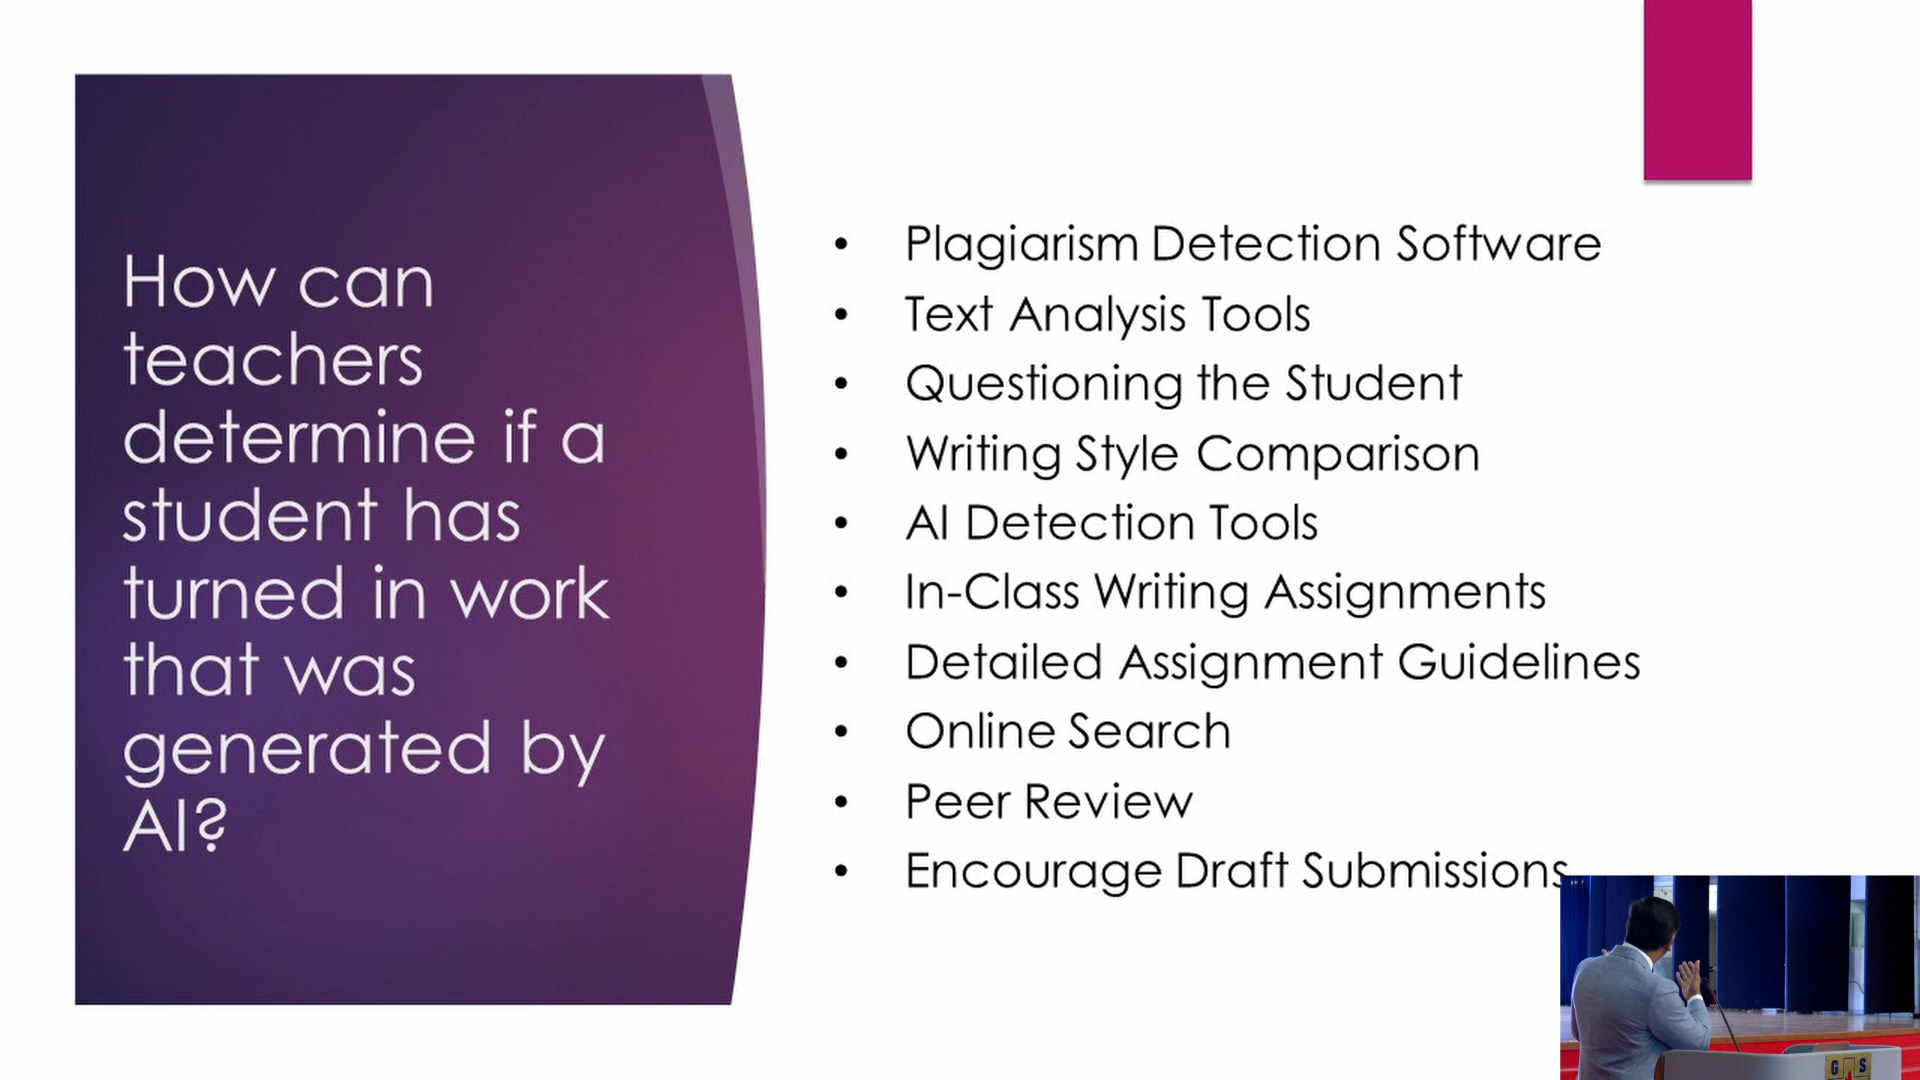 How can
teachers
determine if a
student has
turned in work
that was
generated by
AI?
• Plagiarism Detection Software
• Text Analysis Tools
• Questioning the Student
• Writing Style Comparison
• AI Detection Tools
• In-Class Writing Assignments
• Detailed Assignment Guidelines
• Online Search
• Peer Review
• Encourage Draft Submissions
G S